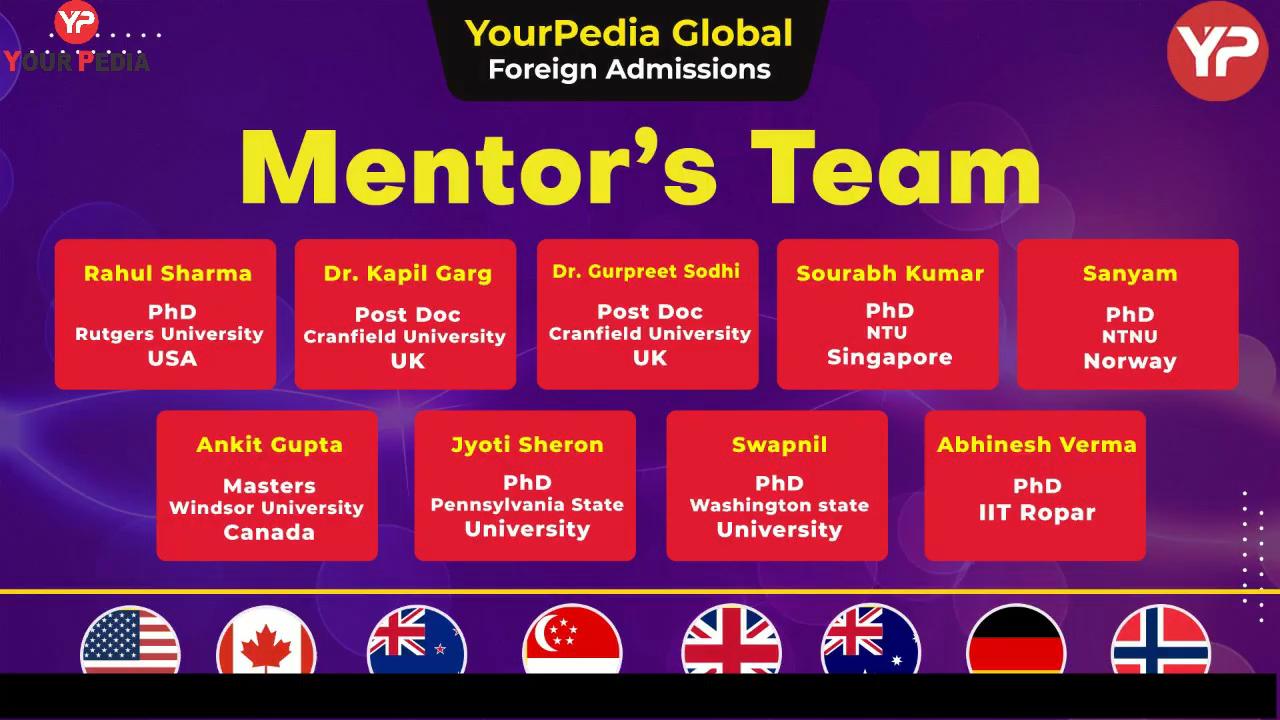 YP
YOUR PEDIA
YourPedia Global
Foreign Admissions
YP
Mentor's Team
Rahul Sharma
PhD
Rutgers University
USA
Dr. Kapil Garg
Post Doc
Cranfield University
UK
Dr. Gurpreet Sodhi
Post Doc
Cranfield University
UK
Sourabh Kumar
PhD
NTU
Singapore
Sanyam
PhD
NTNU
Norway
Ankit Gupta
Masters
Windsor University
Canada
Jyoti Sheron
PhD
Pennsylvania State
University
Swapnil
PhD
Washington state
University
Abhinesh Verma
PhD
IIT Ropar